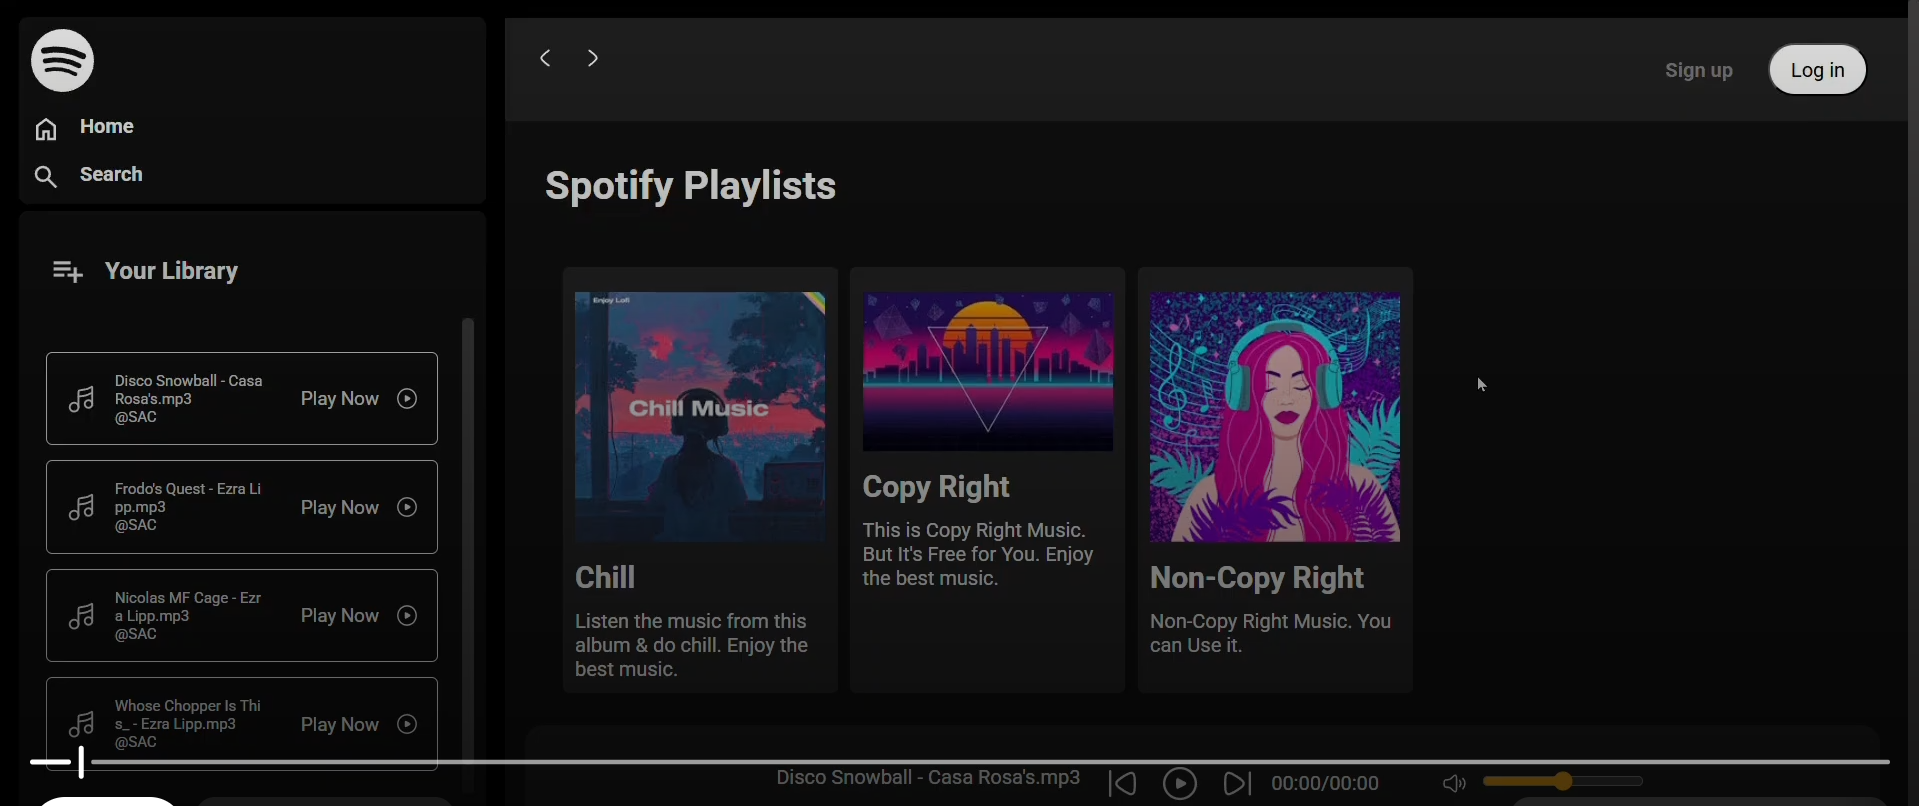 Home
Search
Your Library
Disco Snowball - Casa
Rosa's.mp3
@SAC
Play Now
Frodo's Quest - Ezra Li
pp.mp3
@SAC
Play Now
Nicolas MF Cage - Ezr
a Lipp.mp3
@SAC
Play Now
Whose Chopper Is Thi
s_ - Ezra Lipp.mp3
@SAC
Play Now
Sign up
Log in
Spotify Playlists
Enjoy Lofi
Chill Music
Chill
Listen the music from this
album & do chill. Enjoy the
best music.
Copy Right
This is Copy Right Music.
But It's Free for You. Enjoy
the best music.
Non-Copy Right
Non-Copy Right Music. You
can Use it.
Disco Snowball - Casa Rosa's.mp3
00:00/00:00